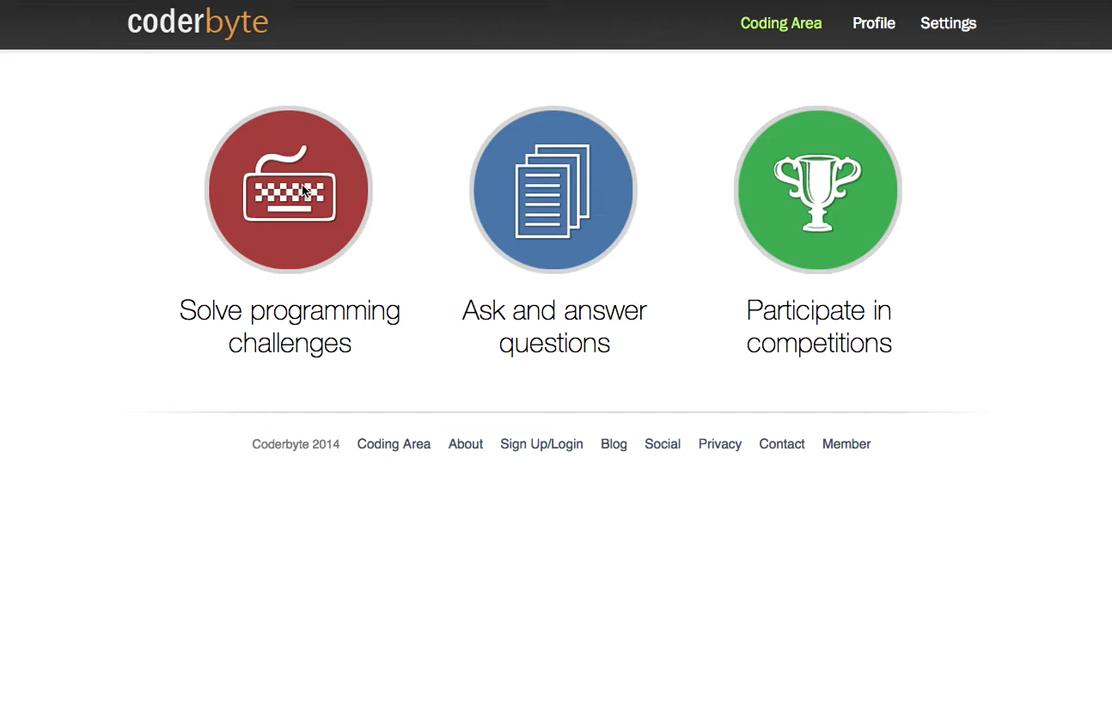 coderbyte
Coding Area Profile Settings
Solve programming
challenges
Ask and answer
questions
Participate in
competitions
Coderbyte 2014 Coding Area About Sign Up/Login Blog Social Privacy Contact Member